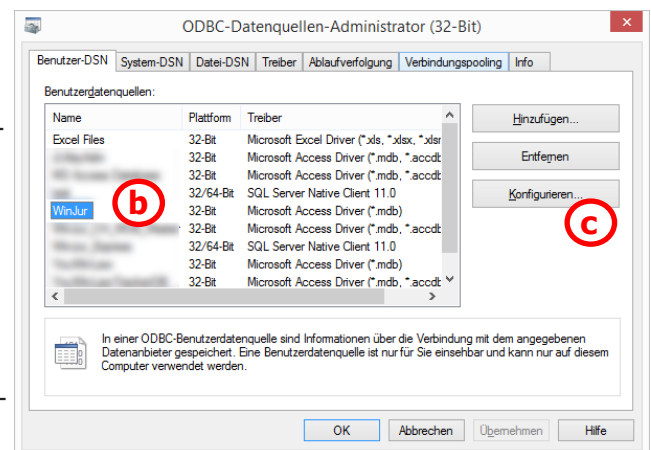 ODBC-Datenquellen-Administrator (32-Bit)
Benutzer-DSN System-DSN Datei-DSN Treiber Ablaufverfolgung Verbindungspooling Info
Benutzerdatenquellen:
Name Plattform Treiber
Excel Files 32-Bit Microsoft Excel Driver (*.xls, *.xlsx, *.xlsr
32-Bit Microsoft Access Driver (*.mdb, *.accdt
32-Bit Microsoft Access Driver (*.mdb, *.accdt
32/64-Bit SQL Server Native Client 11.0
WinJur 32-Bit Microsoft Access Driver (*.mdb)
32-Bit Microsoft Access Driver (*.mdb, *.accdt
32/64-Bit SQL Server Native Client 11.0
32-Bit Microsoft Access Driver (*.mdb)
32-Bit Microsoft Access Driver (*.mdb, *.accdt
b
Hinzufügen...
Entfernen
Konfigurieren...
c
In einer ODBC-Benutzerdatenquelle sind Informationen über die Verbindung mit dem angegebenen
Datenanbieter gespeichert. Eine Benutzerdatenquelle ist nur für Sie einsehbar und kann nur auf diesem
Computer verwendet werden.
OK Abbrechen Übernehmen Hilfe